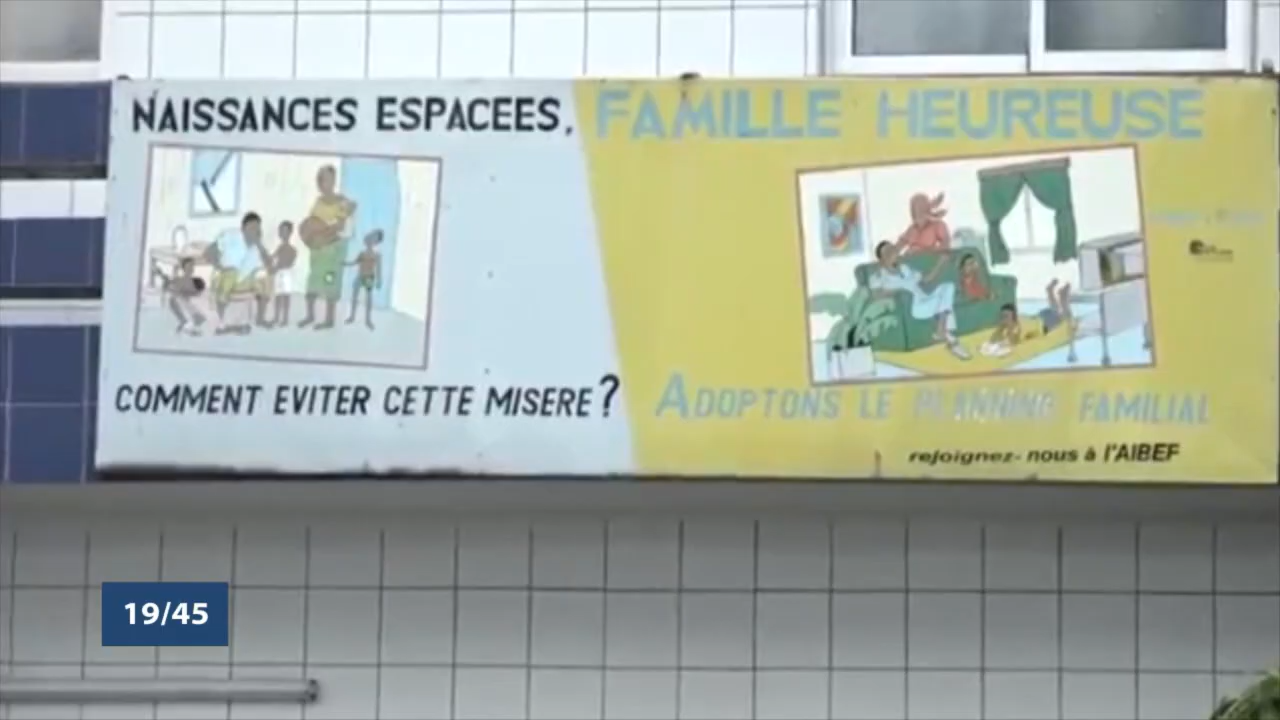 NAISSANCES ESPACEES, FAMILLE HEUREUSE
COMMENT EVITER CETTE MISERE?
ADOPTONS LE PLANNING FAMILIAL
rejoignez-nous à l'AIBEF
19/45